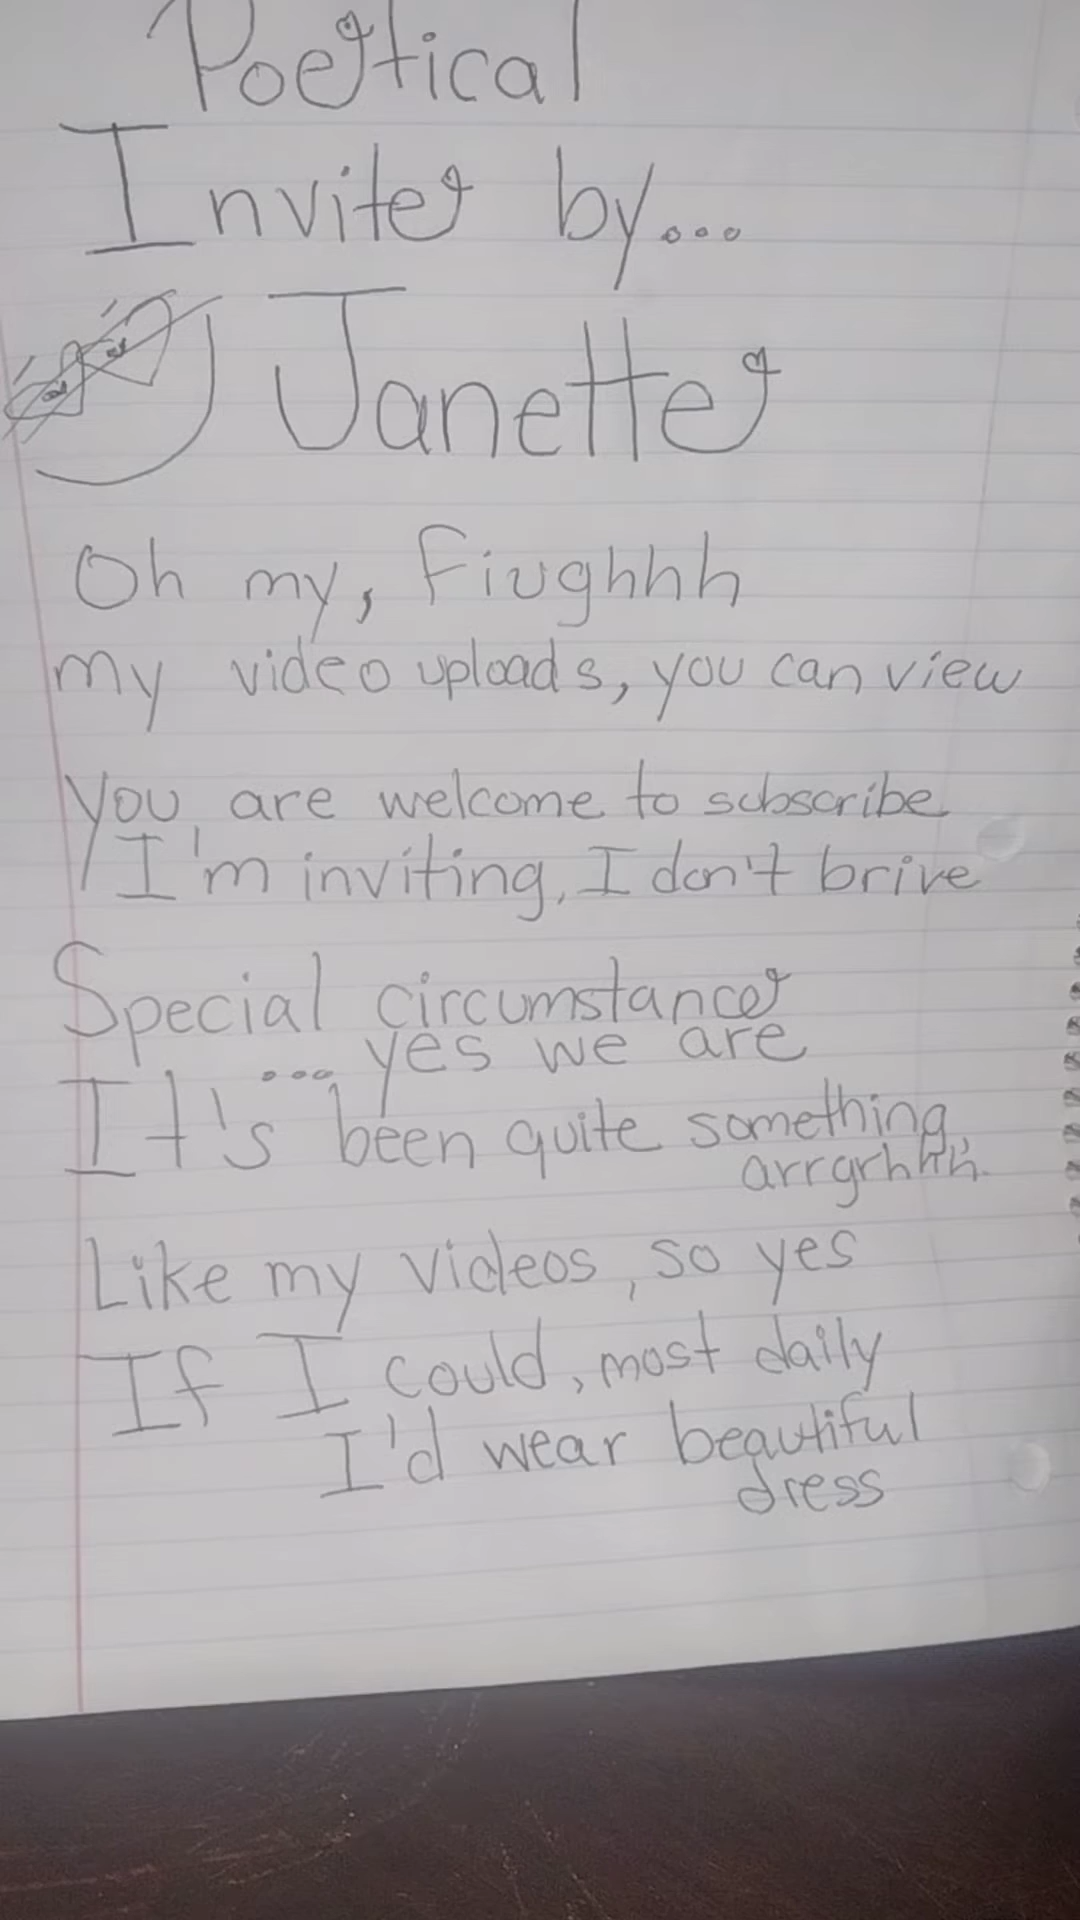 Poetical
Invite by...
Janette
Oh my, Fiughhh
my video uploads, you can view
You are welcome to subscribe
I'm inviting, I don't brive
Special circumstance
... yes we are
It's been quite something
arrgrhhh
Like my videos, so yes
If I could, most daily
I'd wear beautiful
dress